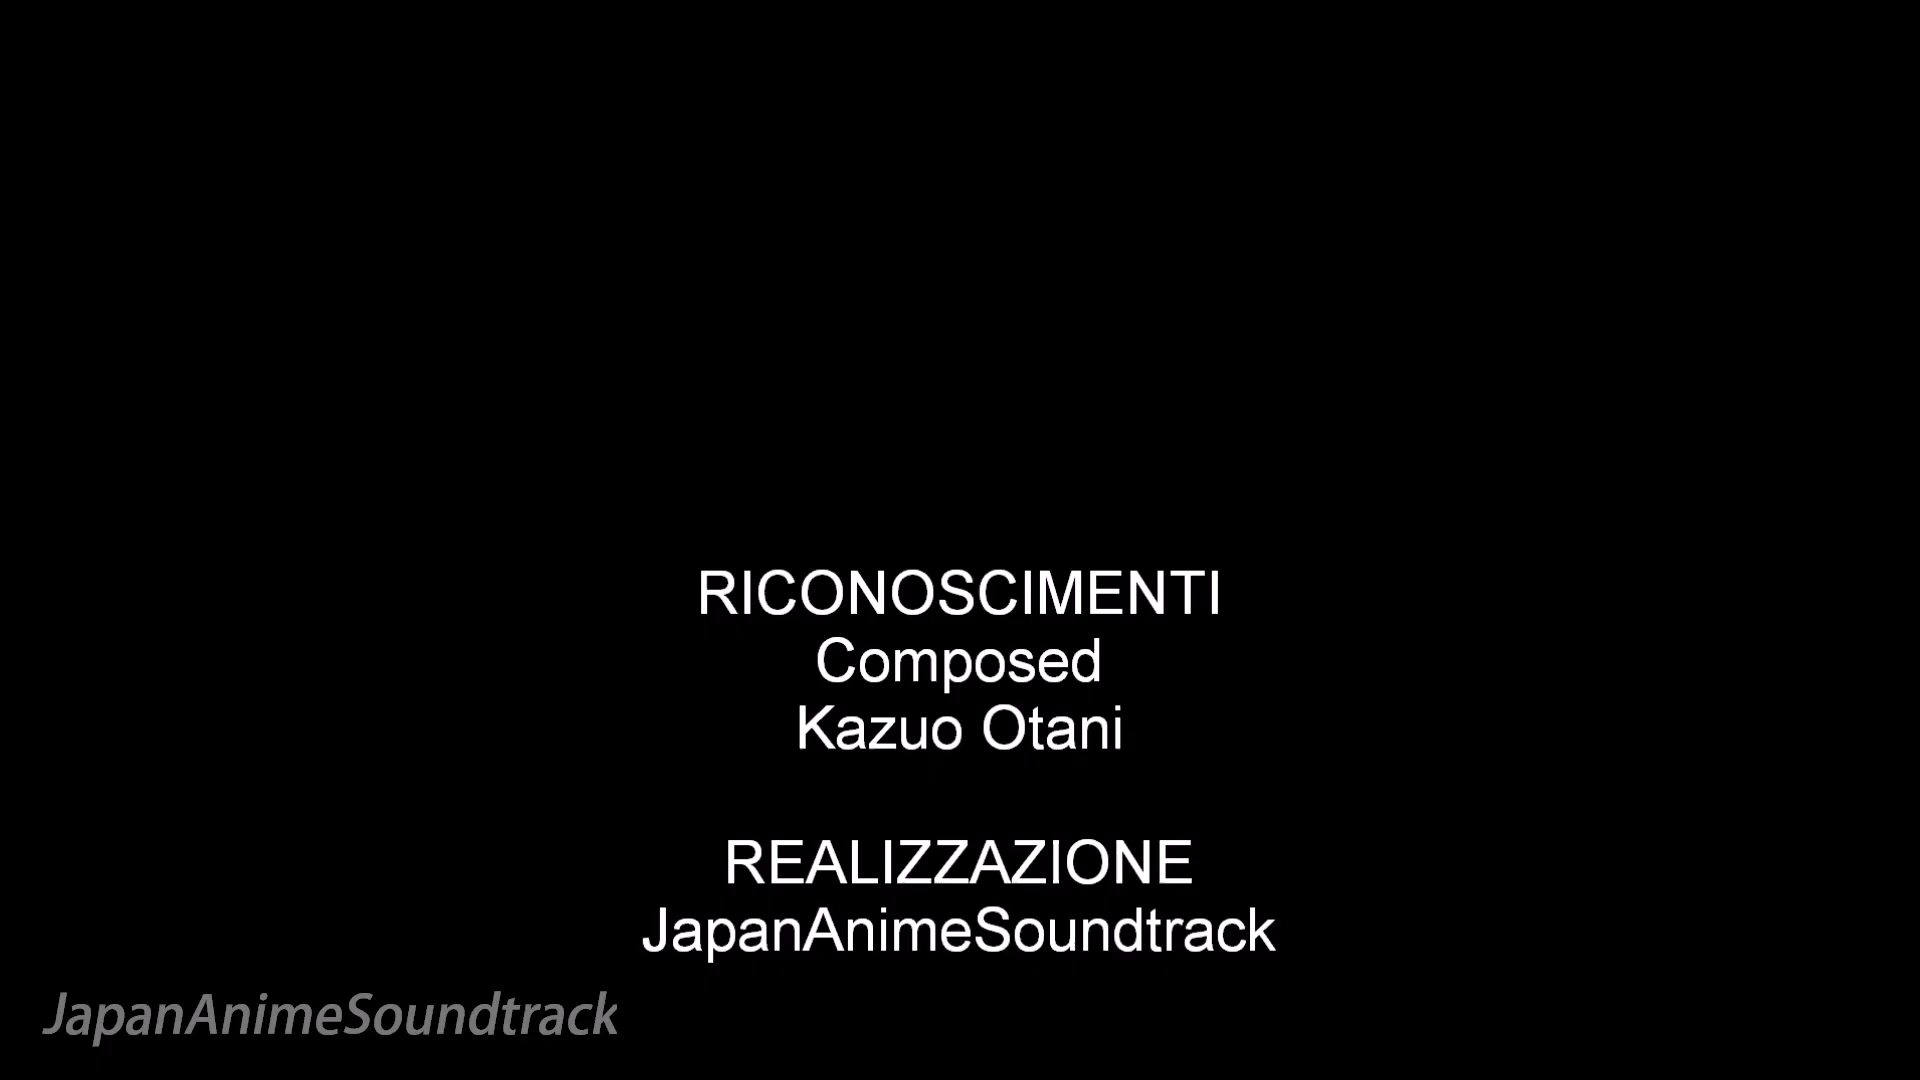 RICONOSCIMENTI
Composed
Kazuo Otani
REALIZZAZIONE
JapanAnimeSoundtrack
JapanAnimeSoundtrack